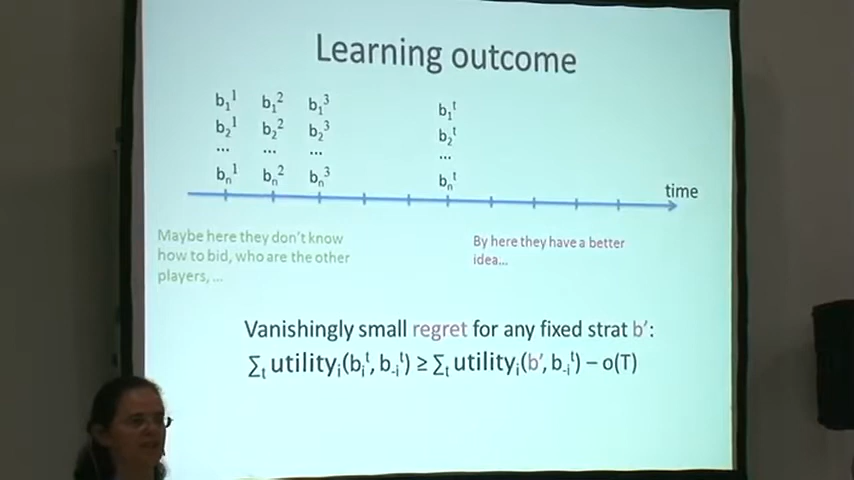 Learning outcome
b₁¹ b₁² b₁³ b₁ᵗ
b₂¹ b₂² b₂³ b₂ᵗ
... ... ... ...
bₙ¹ bₙ² bₙ³ bₙᵗ
time
Maybe here they don't know
how to bid, who are the other
players, ...
By here they have a better
idea...
Vanishingly small regret for any fixed strat b':
∑ₜ utilityᵢ(bᵢᵗ, b₋ᵢᵗ) ≥ ∑ₜ utilityᵢ(b', b₋ᵢᵗ) – o(T)